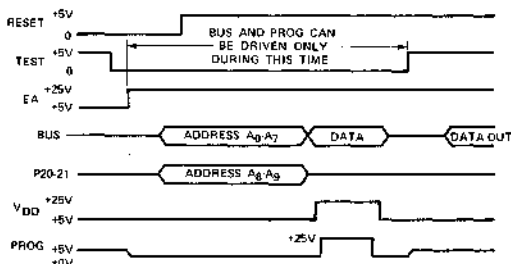 RESET +5V
0
BUS AND PROG CAN
BE DRIVEN ONLY
DURING THIS TIME
TEST +5V
0
EA +25V
+5V
BUS ADDRESS A0-A7 DATA DATA OUT
P20-21 ADDRESS A8-A9
VDD +25V
+5V
PROG +5V +25V
+0V